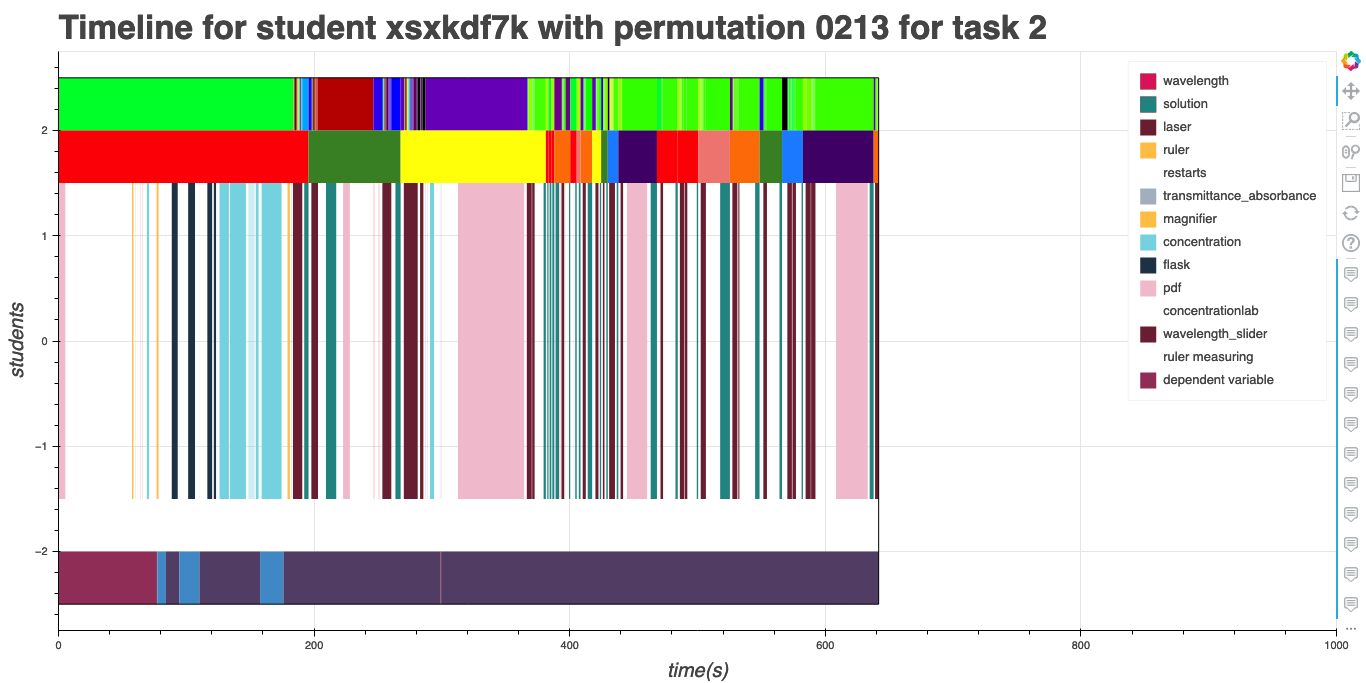 Timeline for student xsxkdf7k with permutation 0213 for task 2
wavelength
solution
laser
ruler
restarts
transmittance_absorbance
magnifier
concentration
flask
pdf
concentrationlab
wavelength_slider
ruler measuring
dependent variable
students
2
1
0
−1
−2
0
200
400
600
800
1000
time(s)